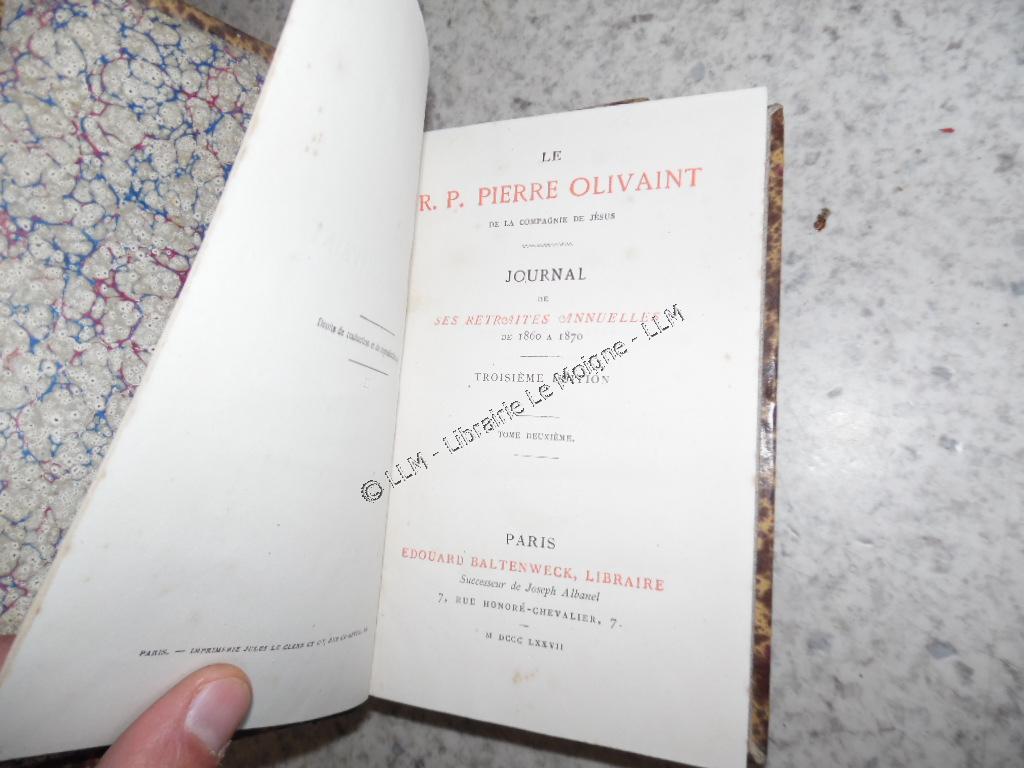 Droits de traduction et de reproduction
PARIS. — IMPRIMERIE JULES LE CLERE ET Cie, RUE CASSETTE,
LE
R. P. PIERRE OLIVAINT
DE LA COMPAGNIE DE JÉSUS
JOURNAL
DE
SES RETRAITES ANNUELLES
DE 1860 A 1870
TROISIÈME ÉDITION
TOME DEUXIÈME.
PARIS
EDOUARD BALTENWECK, LIBRAIRE
Successeur de Joseph Albanel
7, RUE HONORÉ-CHEVALIER, 7.
M DCCC LXXVII
© LLM - Librairie Le Moigne - LLM